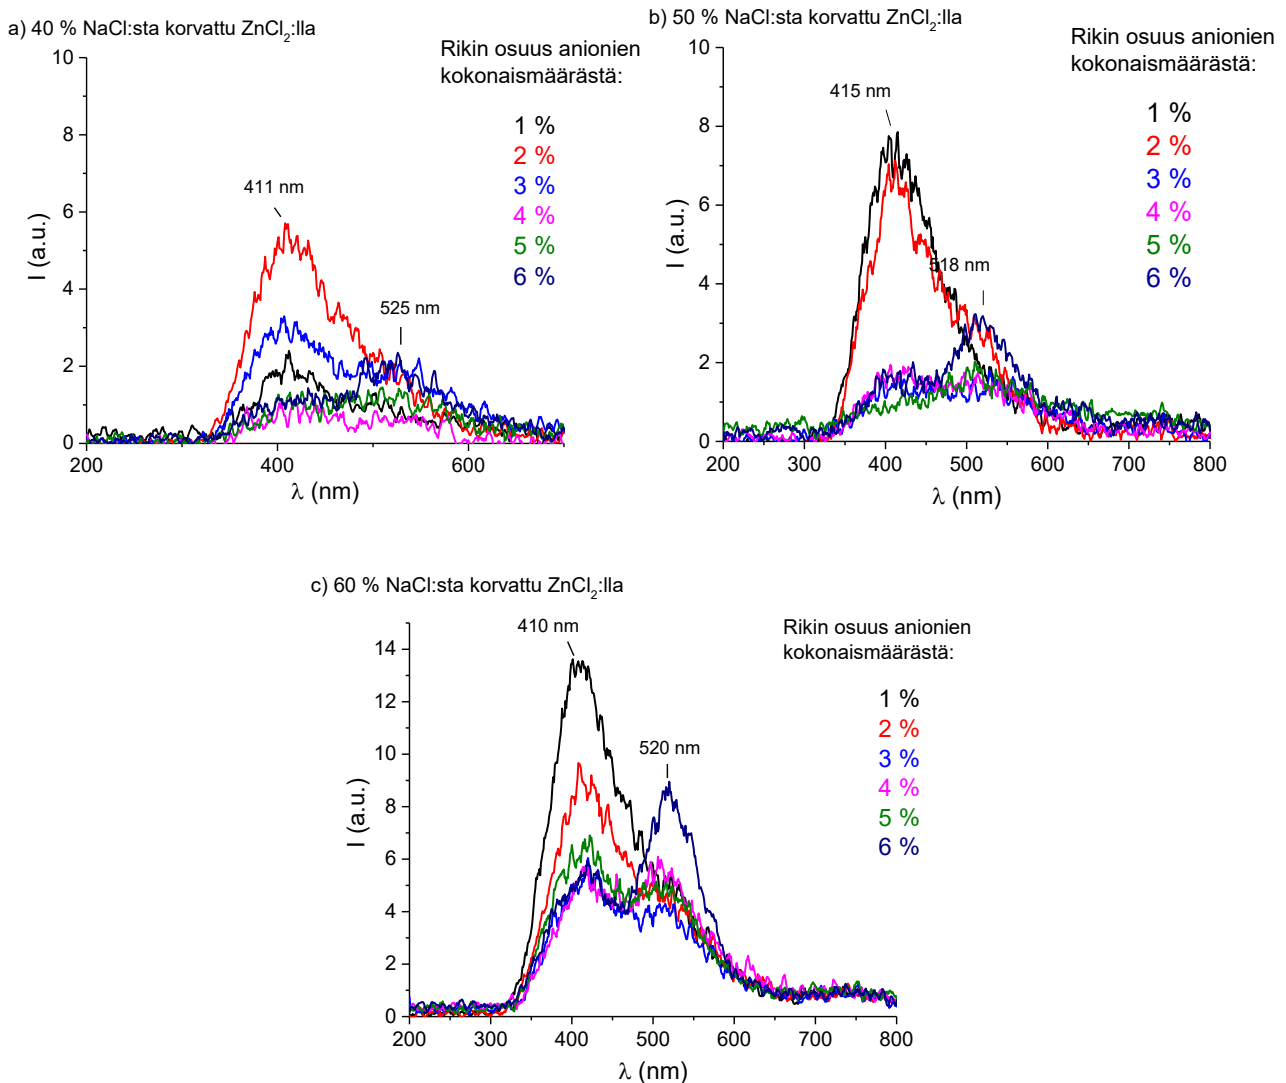 a) 40 % NaCl:sta korvattu ZnCl₂:lla
Rikin osuus anionien
kokonaismäärästä:
1 %
2 %
3 %
4 %
5 %
6 %
411 nm
525 nm
10
8
6
4
2
0
200
400
600
I (a.u.)
λ (nm)
b) 50 % NaCl:sta korvattu ZnCl₂:lla
Rikin osuus anionien
kokonaismäärästä:
1 %
2 %
3 %
4 %
5 %
6 %
415 nm
518 nm
10
8
6
4
2
0
200
300
400
500
600
700
800
I (a.u.)
λ (nm)
c) 60 % NaCl:sta korvattu ZnCl₂:lla
Rikin osuus anionien
kokonaismäärästä:
1 %
2 %
3 %
4 %
5 %
6 %
410 nm
520 nm
14
12
10
8
6
4
2
0
200
300
400
500
600
700
800
I (a.u.)
λ (nm)